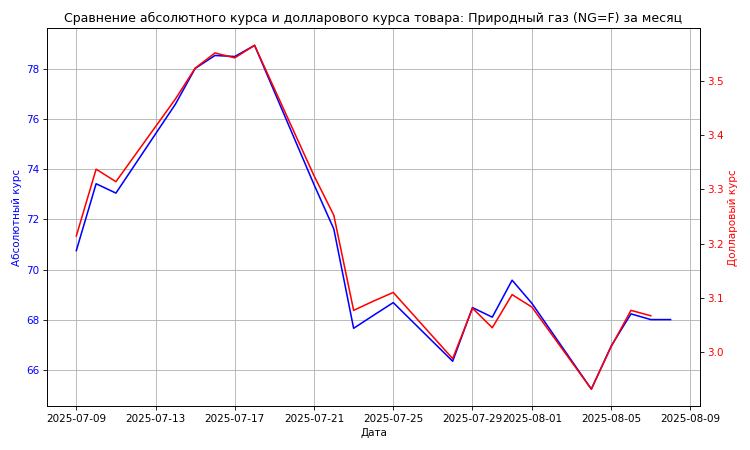 Сравнение абсолютного курса и долларового курса товара: Природный газ (NG=F) за месяц
78
76
74
72
70
68
66
Абсолютный курс
3.5
3.4
3.3
3.2
3.1
3.0
Долларовый курс
2025-07-09 2025-07-13 2025-07-17 2025-07-21 2025-07-25 2025-07-29 2025-08-01 2025-08-05 2025-08-09
Дата